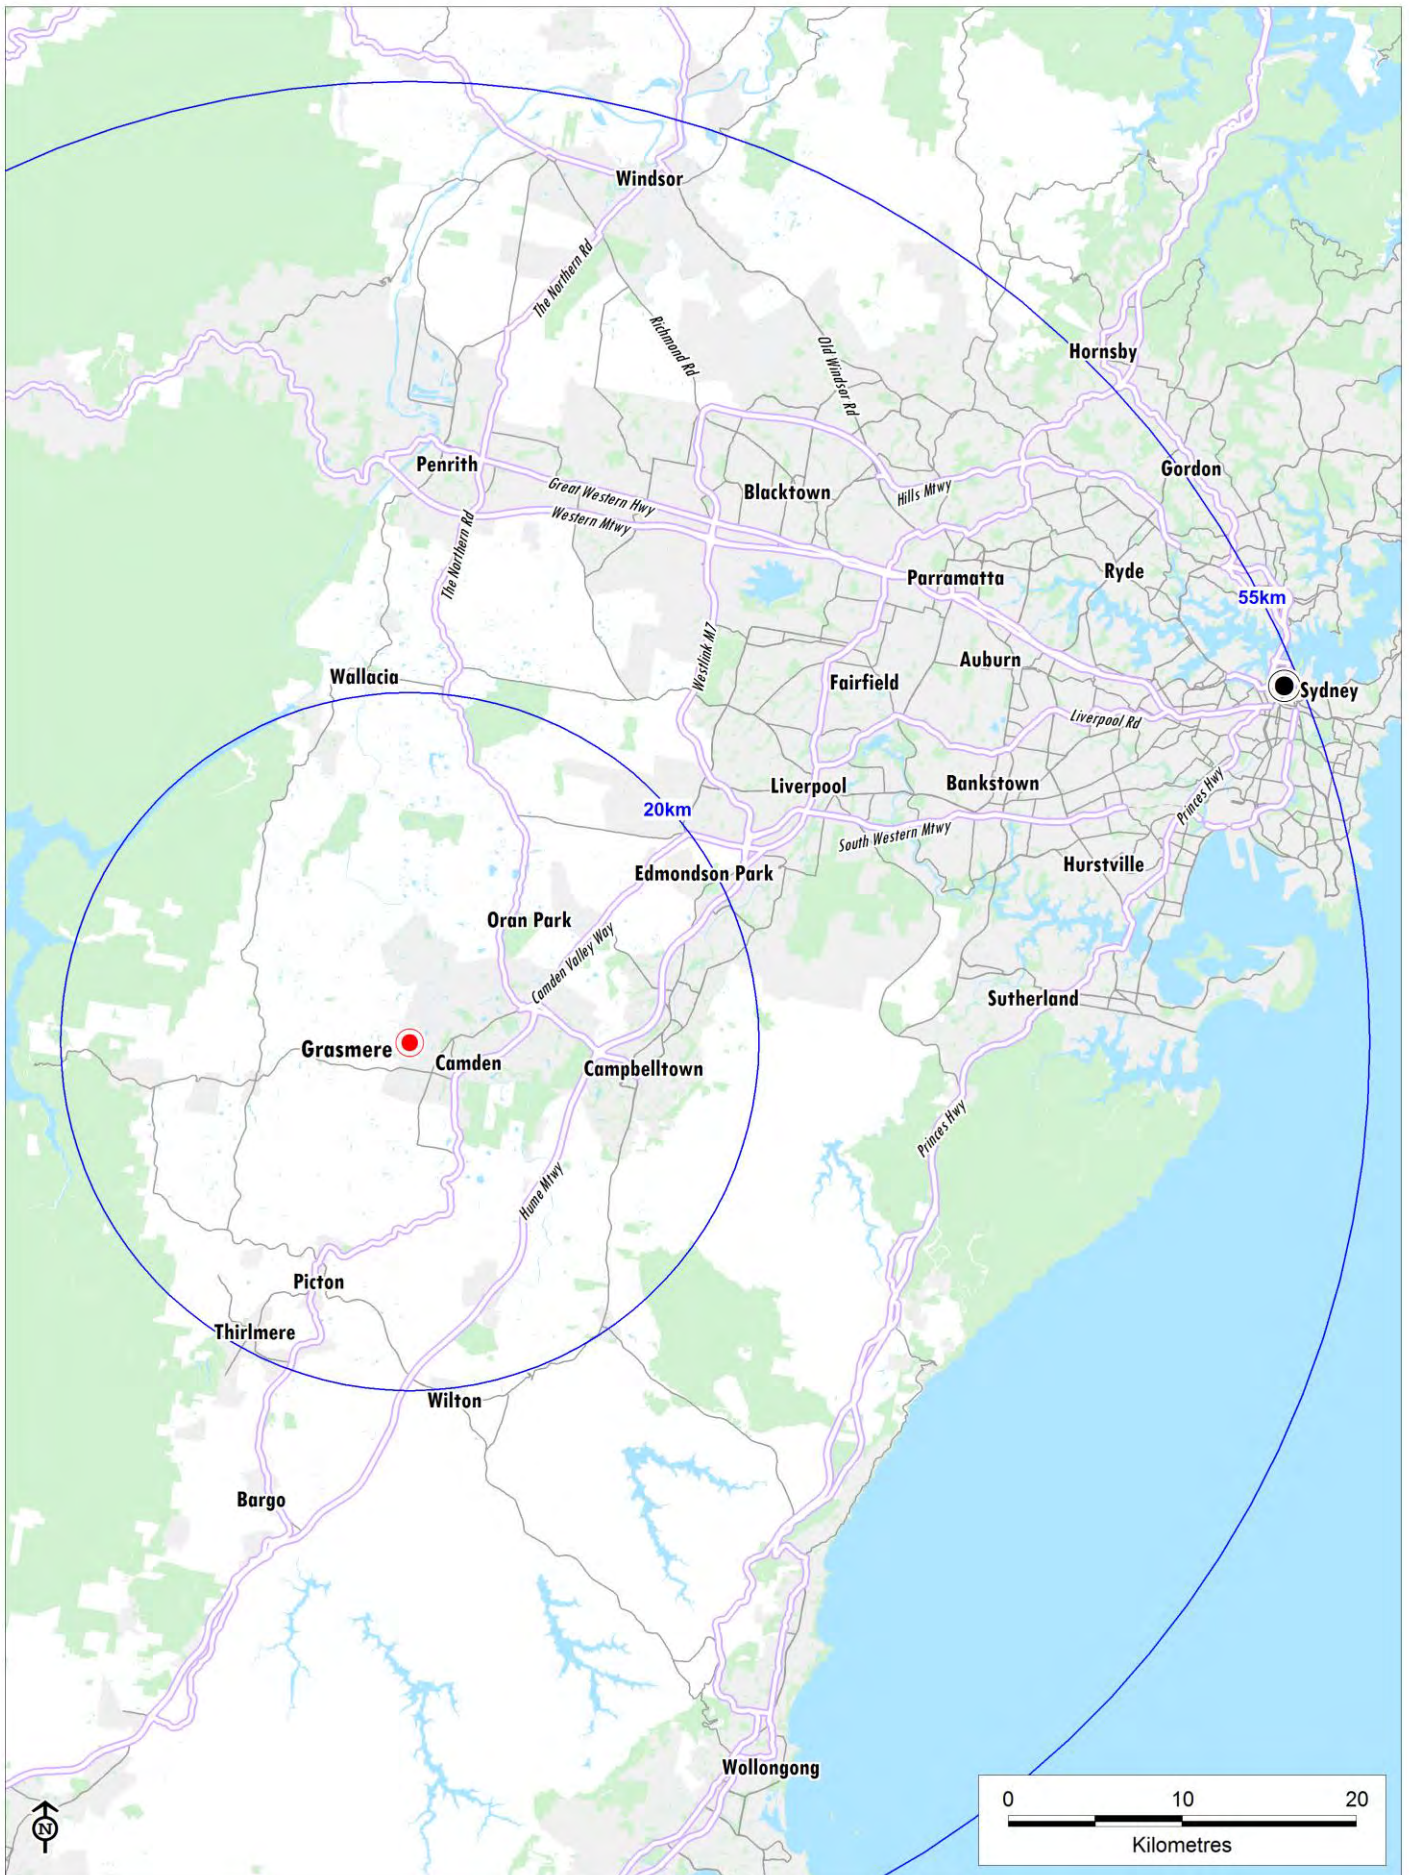 Windsor
The Northern Rd
Richmond Rd
Old Windsor Rd
Hornsby
Penrith
Gordon
Great Western Hwy
Blacktown
Hills Mtwy
Western Mtwy
The Northern Rd
Parramatta
Ryde
55km
Westlink M7
Auburn
Wallacia
Fairfield
Sydney
Liverpool Rd
Liverpool
Bankstown
Princes Hwy
20km
South Western Mtwy
Edmondson Park
Hurstville
Oran Park
Camden Valley Way
Sutherland
Grasmere
Camden
Campbelltown
Princes Hwy
Hume Mtwy
Picton
Thirlmere
Wilton
Bargo
Wollongong
0 10 20
Kilometres
N